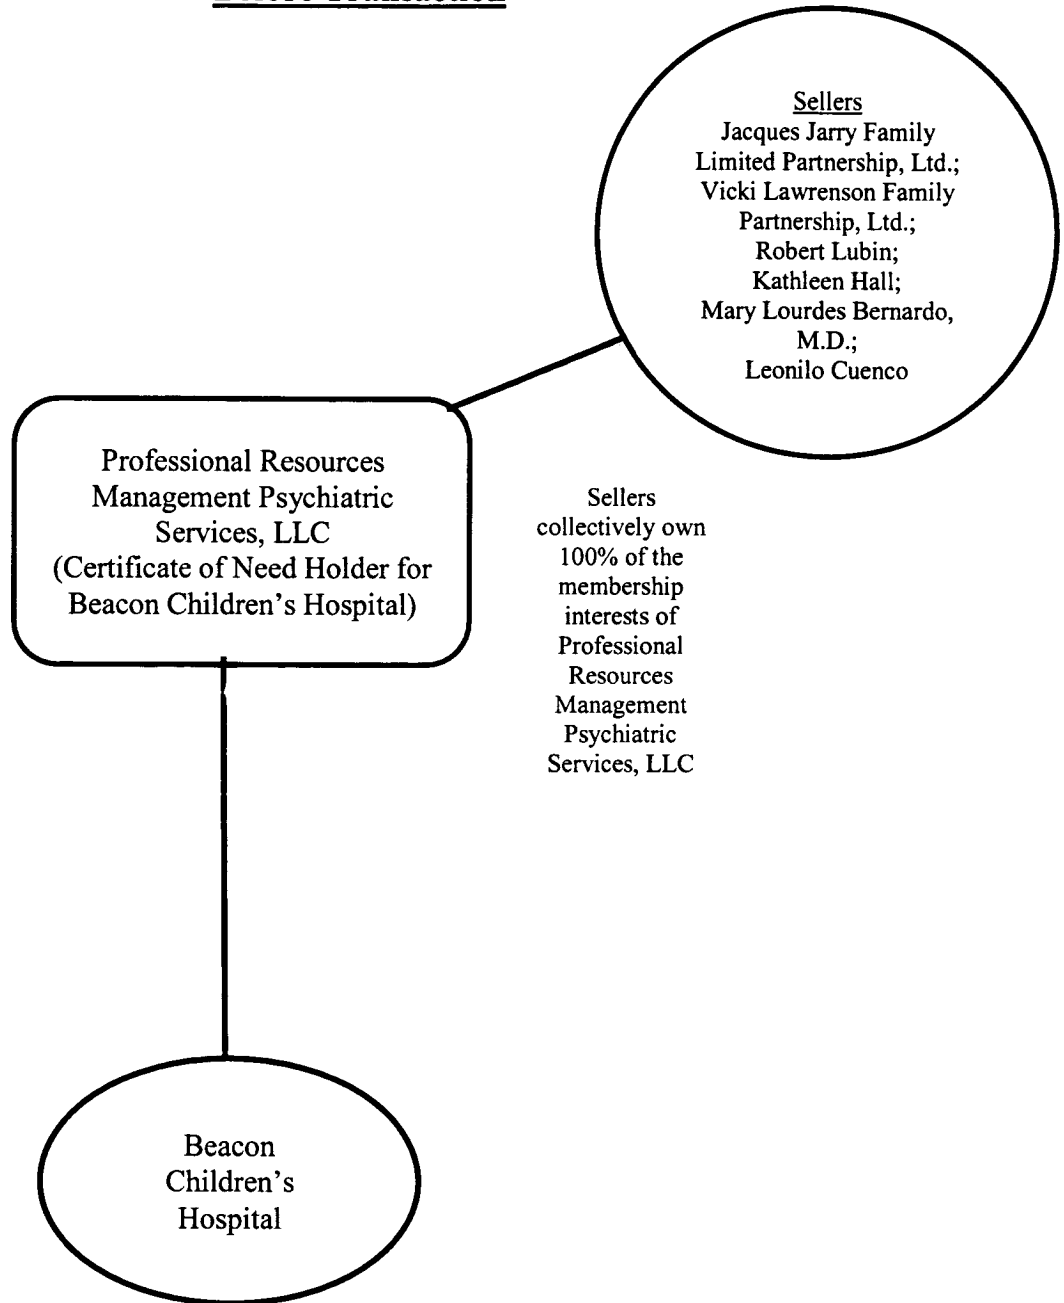 Before Transaction
Sellers
Jacques Jarry Family
Limited Partnership, Ltd.;
Vicki Lawrenson Family
Partnership, Ltd.;
Robert Lubin;
Kathleen Hall;
Mary Lourdes Bernardo,
M.D.;
Leonilo Cuenco
Professional Resources
Management Psychiatric
Services, LLC
(Certificate of Need Holder for
Beacon Children's Hospital)
Sellers
collectively own
100% of the
membership
interests of
Professional
Resources
Management
Psychiatric
Services, LLC
Beacon
Children's
Hospital